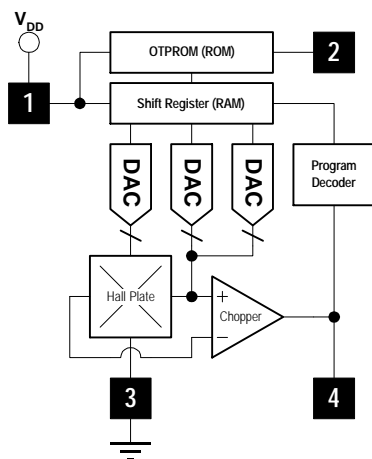 VDD
OTPROM (ROM)
2
1
Shift Register (RAM)
DAC
DAC
DAC
Program
Decoder
Hall Plate
+
Chopper
−
3
4